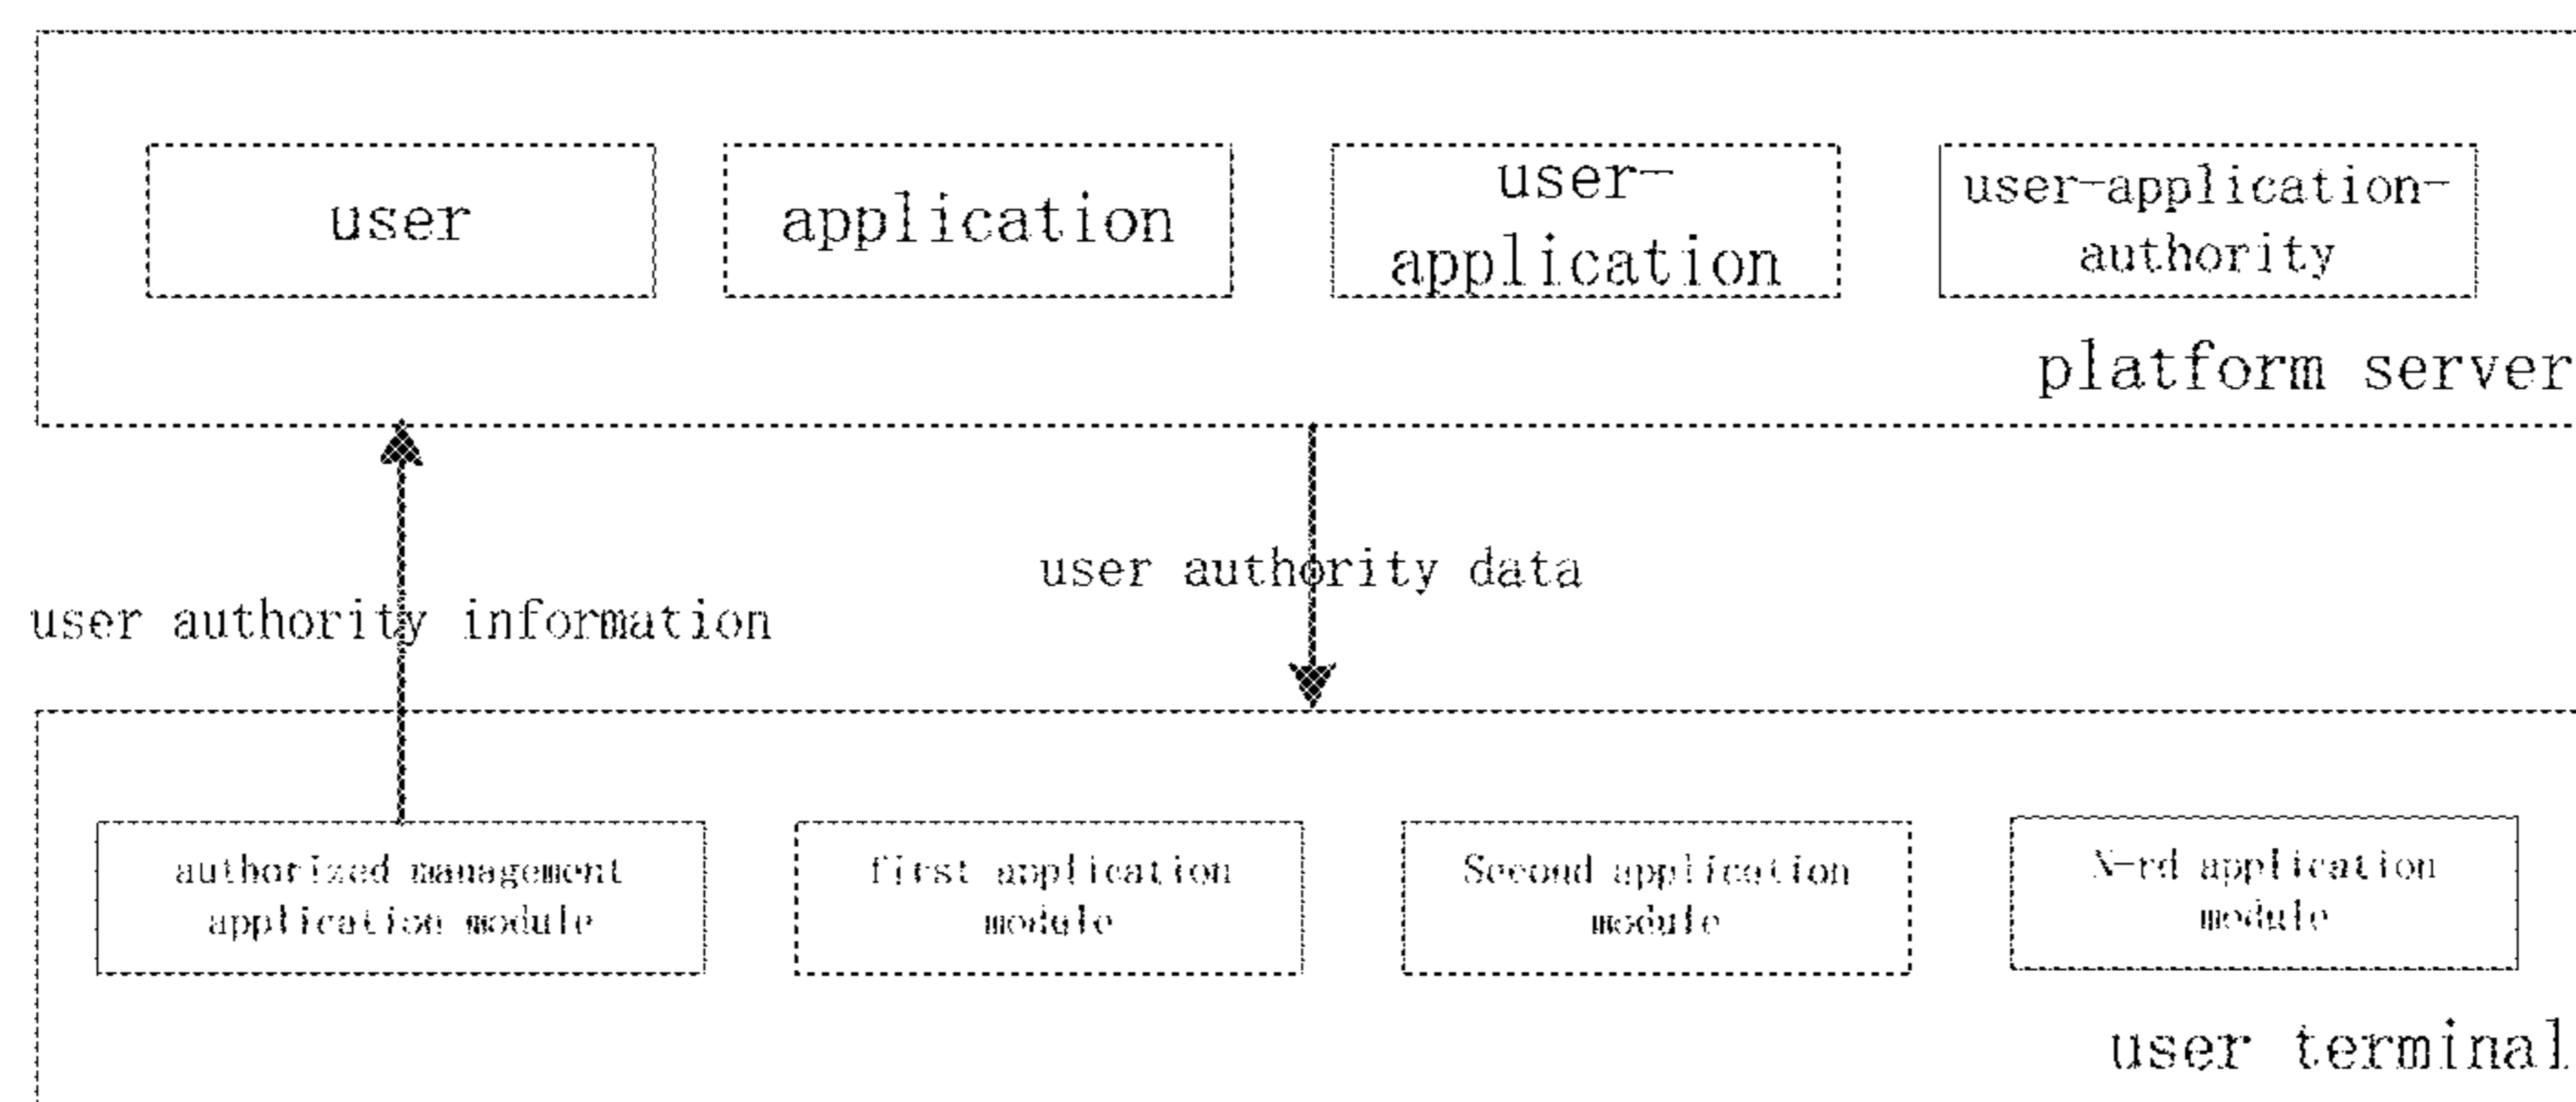 user
application
user-
application
user-application-
authority
platform server
user authority data
user authority information
authorized management
application module
first application
module
Second application
module
N-rd application
module
user terminal